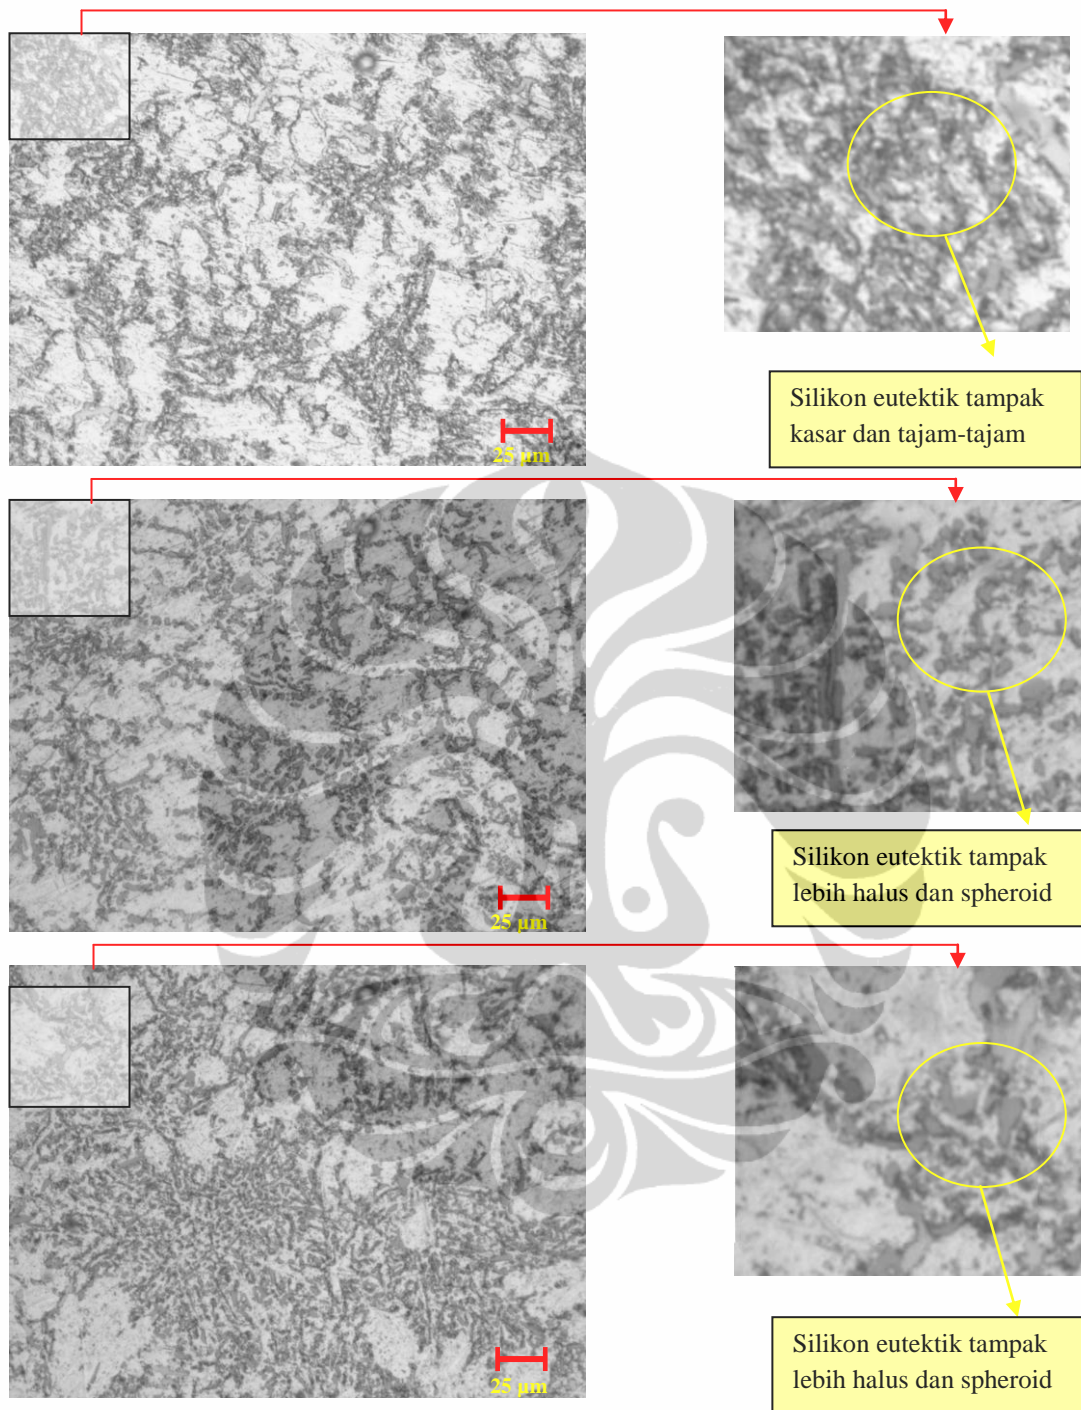 Silikon eutektik tampak
kasar dan tajam-tajam
25 µm
Silikon eutektik tampak
lebih halus dan spheroid
25 µm
Silikon eutektik tampak
lebih halus dan spheroid
25 µm